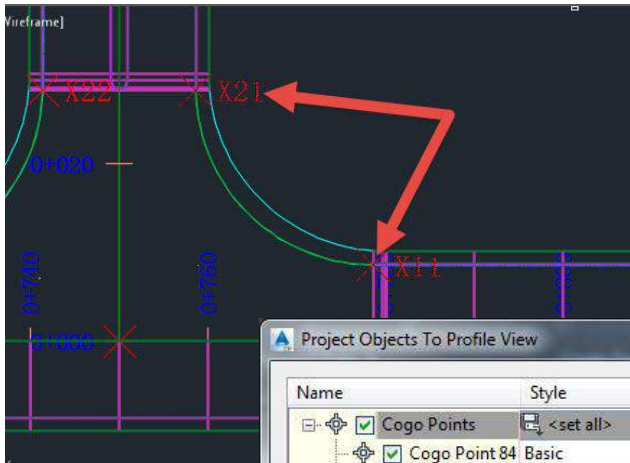 Wireframe]
X22
X21
0+020
X11
0+740
0+760
0+000
Project Objects To Profile View
Name
Style
Cogo Points
<set all>
Cogo Point 84
Basic